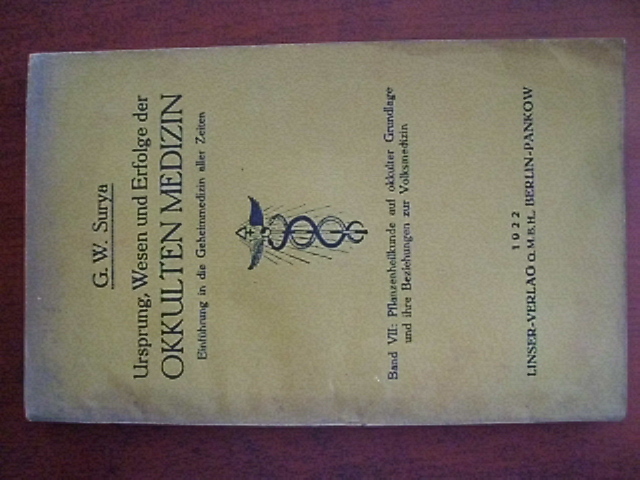 G. W. Surya
Ursprung, Wesen und Erfolge der
OKKULTEN MEDIZIN
Einführung in die Geheimmedizin aller Zeiten
Band VII: Pflanzenheilkunde auf okkulter Grundlage
und ihre Beziehungen zur Volksmedizin
1922
LINSER-VERLAG G.M.B.H., BERLIN-PANKOW